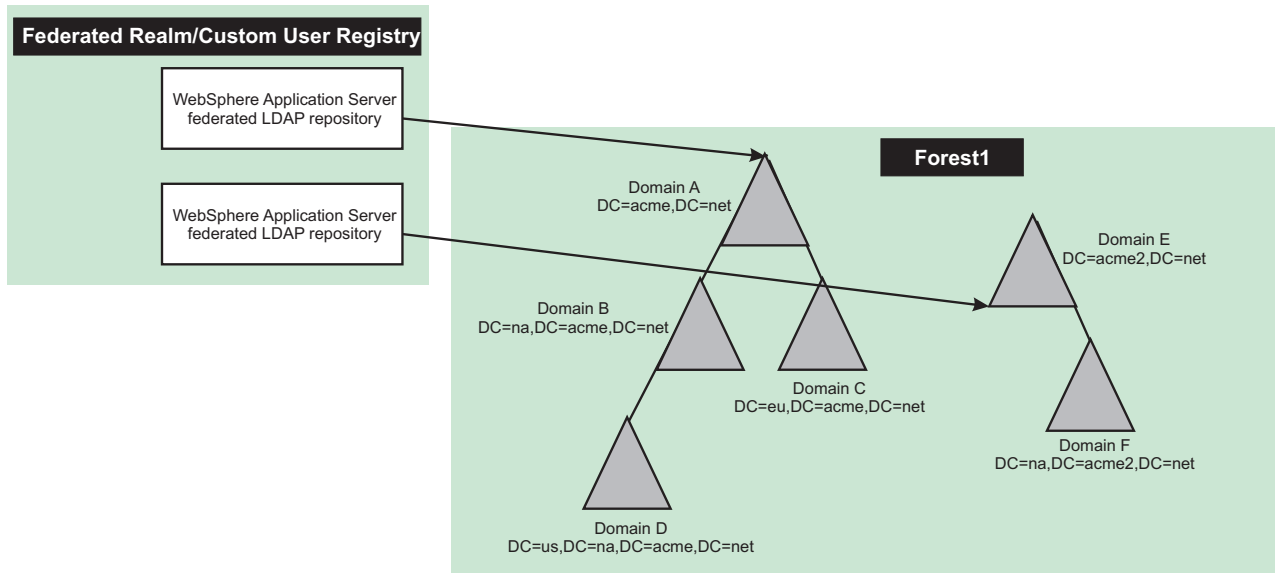 Federated Realm/Custom User Registry
WebSphere Application Server
federated LDAP repository
WebSphere Application Server
federated LDAP repository
Forest1
Domain A
DC=acme,DC=net
Domain E
DC=acme2,DC=net
Domain B
DC=na,DC=acme,DC=net
Domain C
DC=eu,DC=acme,DC=net
Domain F
DC=na,DC=acme2,DC=net
Domain D
DC=us,DC=na,DC=acme,DC=net